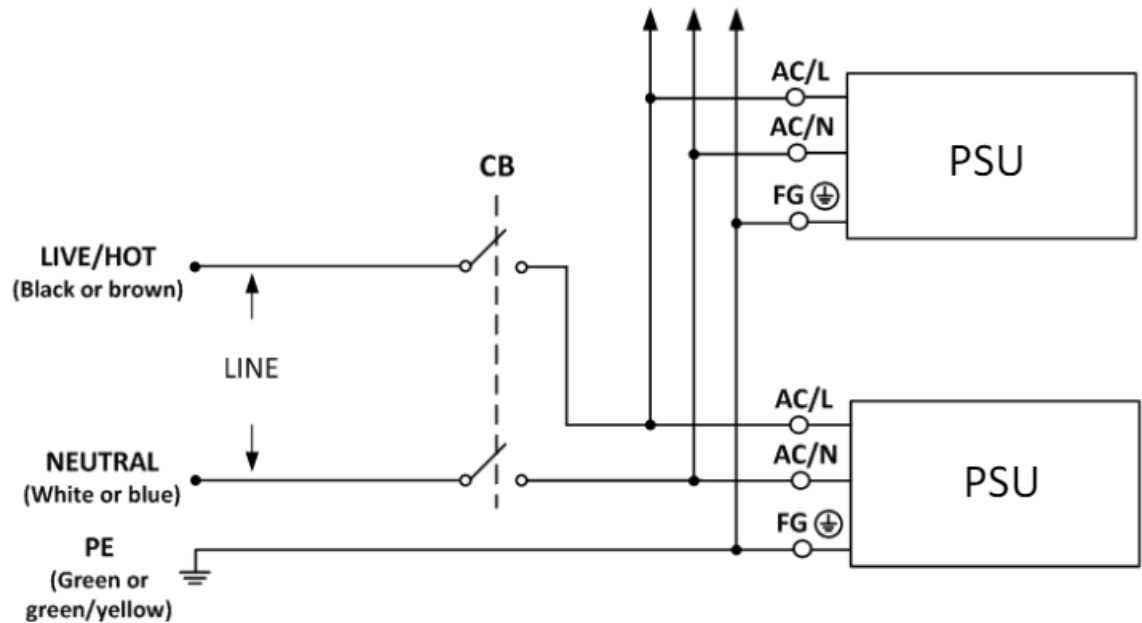 AC/L
AC/N
FG
PSU
CB
LIVE/HOT
(Black or brown)
LINE
NEUTRAL
(White or blue)
PE
(Green or
green/yellow)
AC/L
AC/N
FG
PSU